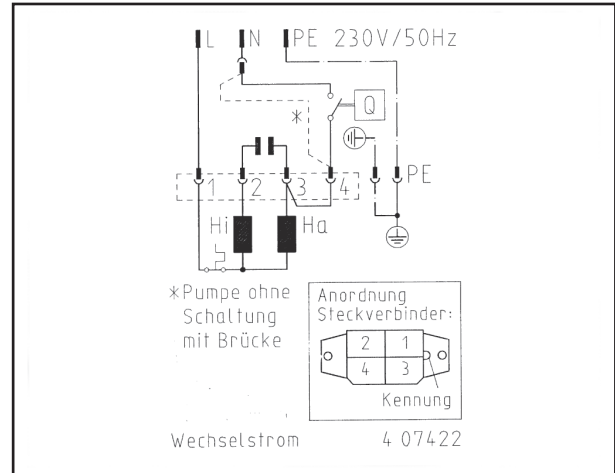 L N PE 230V/50Hz
Q
*
PE
1 2 3 4
Hi Ha
*Pumpe ohne
Schaltung
mit Brücke
Anordnung
Steckverbinder:
2 1
4 3
Kennung
Wechselstrom 4 07422